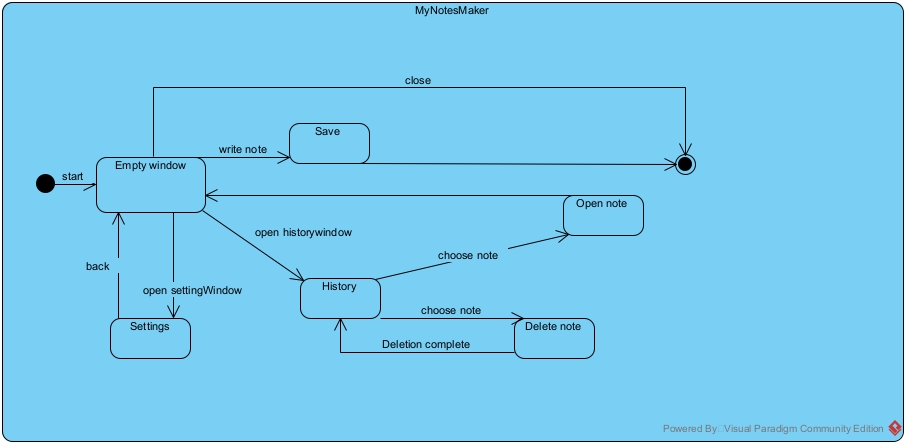 MyNotesMaker
close
Save
write note
Empty window
start
Open note
open historywindow
choose note
back
History
open settingWindow
choose note
Settings
Delete note
Deletion complete
Powered By Visual Paradigm Community Edition